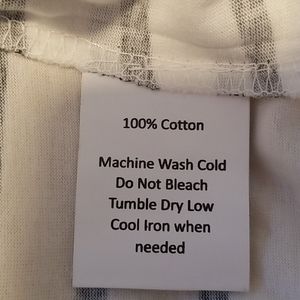 100% Cotton
Machine Wash Cold
Do Not Bleach
Tumble Dry Low
Cool Iron when
needed